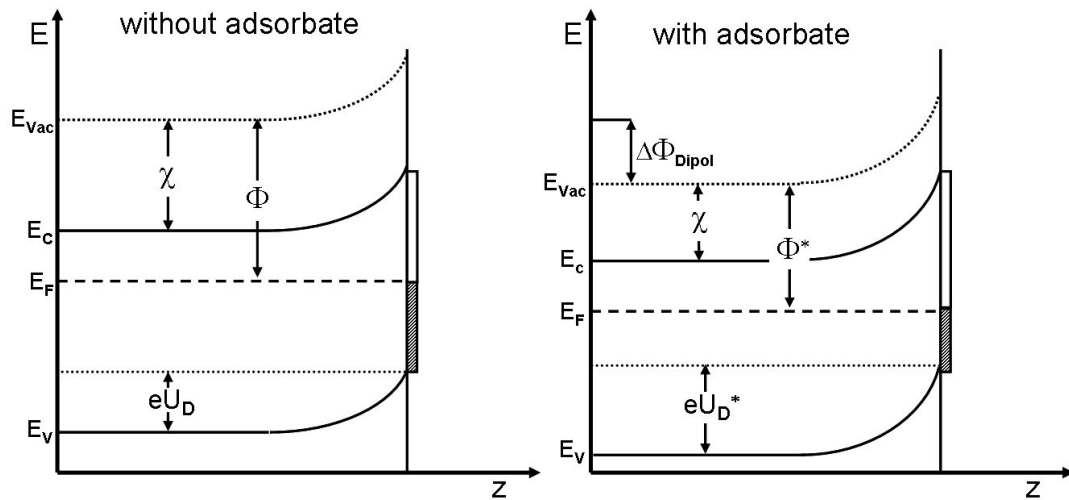 without adsorbate
E
E_Vac
χ
Φ
E_C
E_F
eU_D
E_V
z
with adsorbate
E
ΔΦ_Dipol
E_Vac
χ
Φ*
E_c
E_F
eU_D*
E_V
z